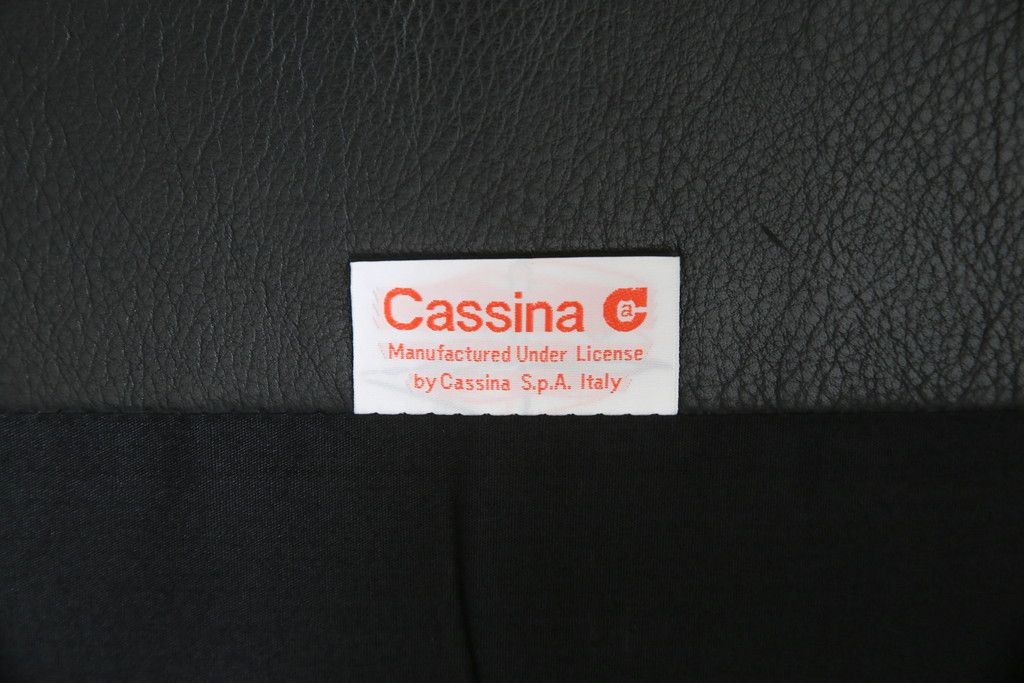 Cassina a
Manufactured Under License
by Cassina S.p.A. Italy